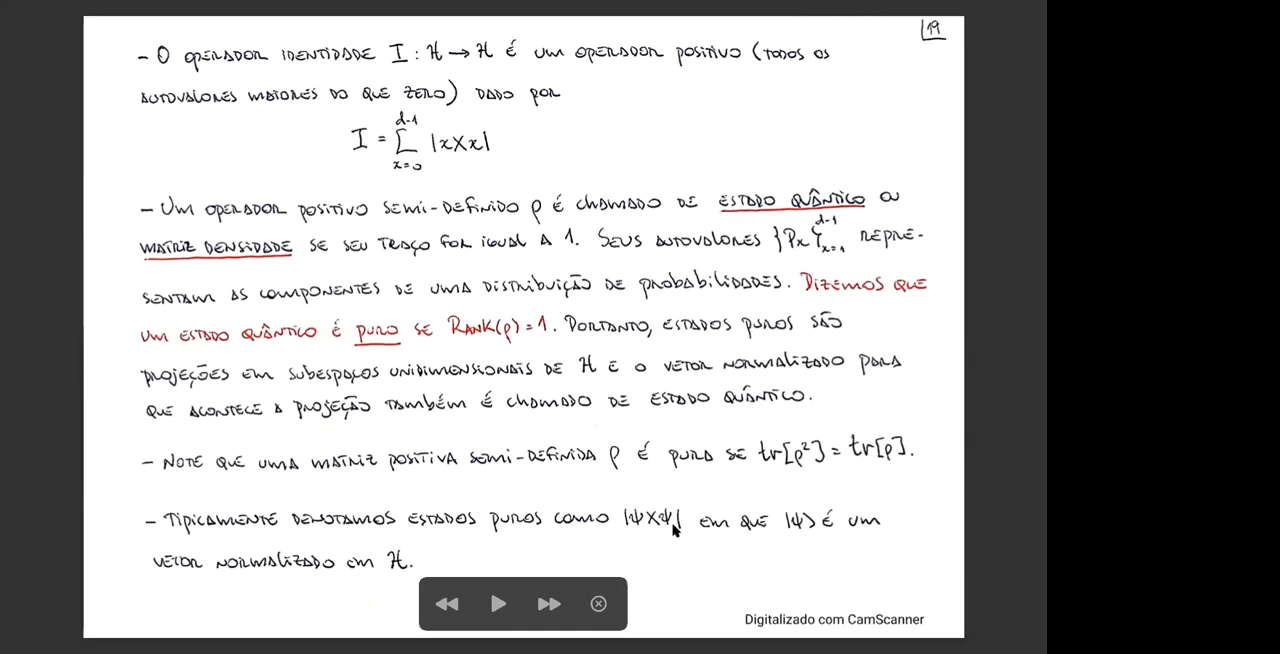 19
- O OPERADOR IDENTIDADE I : H → H É UM OPERADOR POSITIVO (TODOS OS
AUTOVALORES MAIORES DO QUE ZERO) DADO POR
I = ∑_{x=0}^{d-1} |x⟩⟨x|
- UM OPERADOR POSITIVO SEMI-DEFINIDO ρ É CHAMADO DE ESTADO QUÂNTICO OU
MATRIZ DENSIDADE SE SEU TRAÇO FOR IGUAL A 1. SEUS AUTOVALORES {Px}_{x=1}^{d-1} REPRE-
SENTAM AS COMPONENTES DE UMA DISTRIBUIÇÃO DE PROBABILIDADES. DIZEMOS QUE
UM ESTADO QUÂNTICO É PURO SE RANK(ρ)=1. PORTANTO, ESTADOS PUROS SÃO
PROJEÇÕES EM SUBESPAÇOS UNIDIMENSIONAIS DE H E O VETOR NORMALIZADO PARA
QUE ACONTECE A PROJEÇÃO TAMBÉM É CHAMADO DE ESTADO QUÂNTICO.
- NOTE QUE UMA MATRIZ POSITIVA SEMI-DEFINIDA ρ É PURA SE tr[ρ²] = tr[ρ].
- TIPICAMENTE DENOTAMOS ESTADOS PUROS COMO |ψ⟩⟨ψ| EM QUE |ψ⟩ É UM
VETOR NORMALIZADO EM H.
Digitalizado com CamScanner